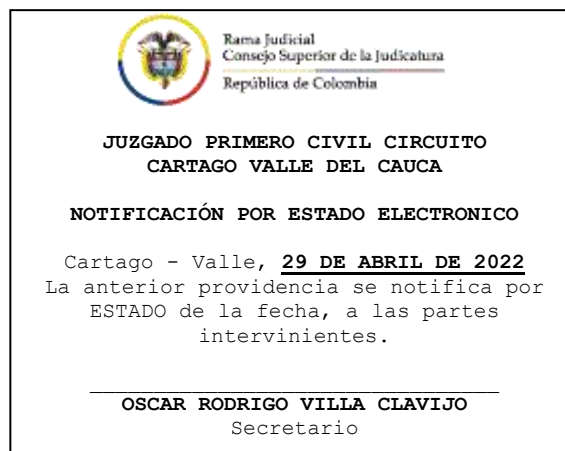 Rama Judicial
Consejo Superior de la Judicatura
República de Colombia
JUZGADO PRIMERO CIVIL CIRCUITO
CARTAGO VALLE DEL CAUCA
NOTIFICACIÓN POR ESTADO ELECTRONICO
Cartago - Valle, 29 DE ABRIL DE 2022
La anterior providencia se notifica por
ESTADO de la fecha, a las partes
intervinientes.
OSCAR RODRIGO VILLA CLAVIJO
Secretario